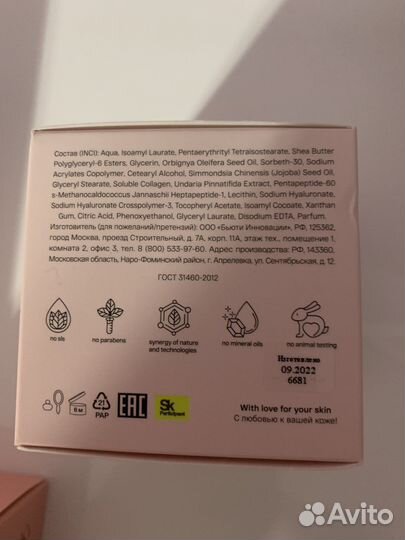 Состав (INCI): Aqua, Isoamyl Laurate, Pentaerythrityl Tetraisostearate, Shea Butter
Polyglyceryl-6 Esters, Glycerin, Orbignya Oleifera Seed Oil, Sorbeth-30, Sodium
Acrylates Copolymer, Cetearyl Alcohol, Simmondsia Chinensis (Jojoba) Seed Oil,
Glyceryl Stearate, Soluble Collagen, Undaria Pinnatifida Extract, Pentapeptide-60
s-Methanocaldococcus Jannaschii Heptapeptide-1, Lecithin, Sodium Hyaluronate,
Sodium Hyaluronate Crosspolymer-3, Tocopheryl Acetate, Isoamyl Cocoate, Xanthan
Gum, Citric Acid, Phenoxyethanol, Glyceryl Laurate, Disodium EDTA, Parfum.
Изготовитель (для пожеланий/претензий): ООО «Бьюти Инновации», РФ, 125362,
город Москва, проезд Строительный, д. 7А, корп. 11А, этаж тех., помещение 1,
комната 2, офис 3, тел. 8 (800) 533-97-60. Адрес производства: РФ, 143360,
Московская область, Наро-Фоминский район, г. Апрелевка, ул. Сентябрьская, д. 12.
ГОСТ 31460-2012
no sls
no parabens
synergy of nature
and technologies
no mineral oils
no animal testing
Изготовлено
09.2022
6681
6 м
21
PAP
EAC
Sk
Participant
With love for your skin
С любовью к вашей коже!
Avito